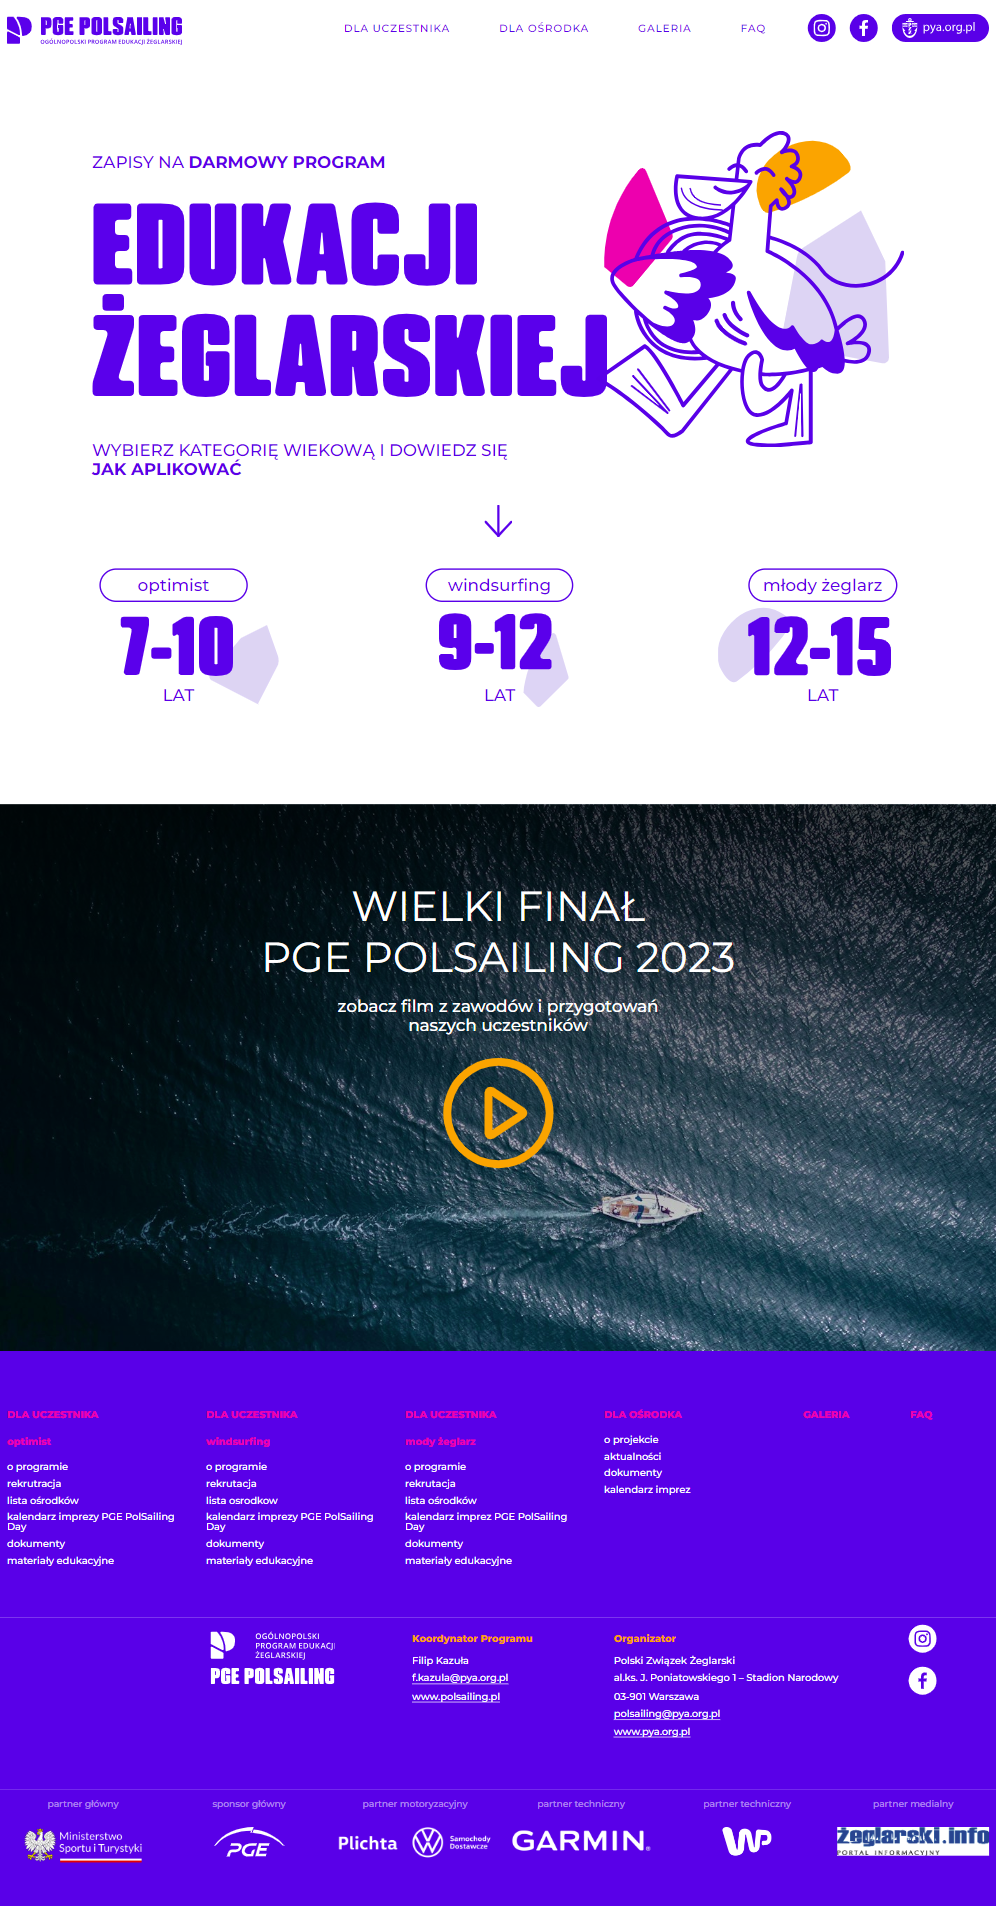 PGE POLSAILING
OGÓLNOPOLSKI PROGRAM EDUKACJI ŻEGLARSKIEJ
DLA UCZESTNIKA
DLA OŚRODKA
GALERIA
FAQ
pya.org.pl
ZAPISY NA DARMOWY PROGRAM
EDUKACJI
ŻEGLARSKIEJ
WYBIERZ KATEGORIĘ WIEKOWĄ I DOWIEDZ SIĘ
JAK APLIKOWAĆ
optimist
7-10
LAT
windsurfing
9-12
LAT
młody żeglarz
12-15
LAT
WIELKI FINAŁ
PGE POLSAILING 2023
zobacz film z zawodów i przygotowań
naszych uczestników
DLA UCZESTNIKA
optimist
o programie
rekrutracja
lista ośrodków
kalendarz imprezy PGE PolSailing
Day
dokumenty
materiały edukacyjne
DLA UCZESTNIKA
windsurfing
o programie
rekrutacja
lista osrodkow
kalendarz imprezy PGE PolSailing
Day
dokumenty
materiały edukacyjne
DLA UCZESTNIKA
mody żeglarz
o programie
rekrutacja
lista ośrodków
kalendarz imprez PGE PolSailing
Day
dokumenty
materiały edukacyjne
DLA OŚRODKA
o projekcie
aktualności
dokumenty
kalendarz imprez
GALERIA
FAQ
OGÓLNOPOLSKI
PROGRAM EDUKACJI
ŻEGLARSKIEJ
PGE POLSAILING
Koordynator Programu
Filip Kazuła
f.kazula@pya.org.pl
www.polsailing.pl
Organizator
Polski Związek Żeglarski
al.ks. J. Poniatowskiego 1 – Stadion Narodowy
03-901 Warszawa
polsailing@pya.org.pl
www.pya.org.pl
partner główny
Ministerstwo
Sportu i Turystyki
sponsor główny
PGE
partner motoryzacyjny
Plichta
Samochody
Dostawcze
partner techniczny
GARMIN.
partner techniczny
WP
partner medialny
żeglarski.info
PORTAL INFORMACYJNY